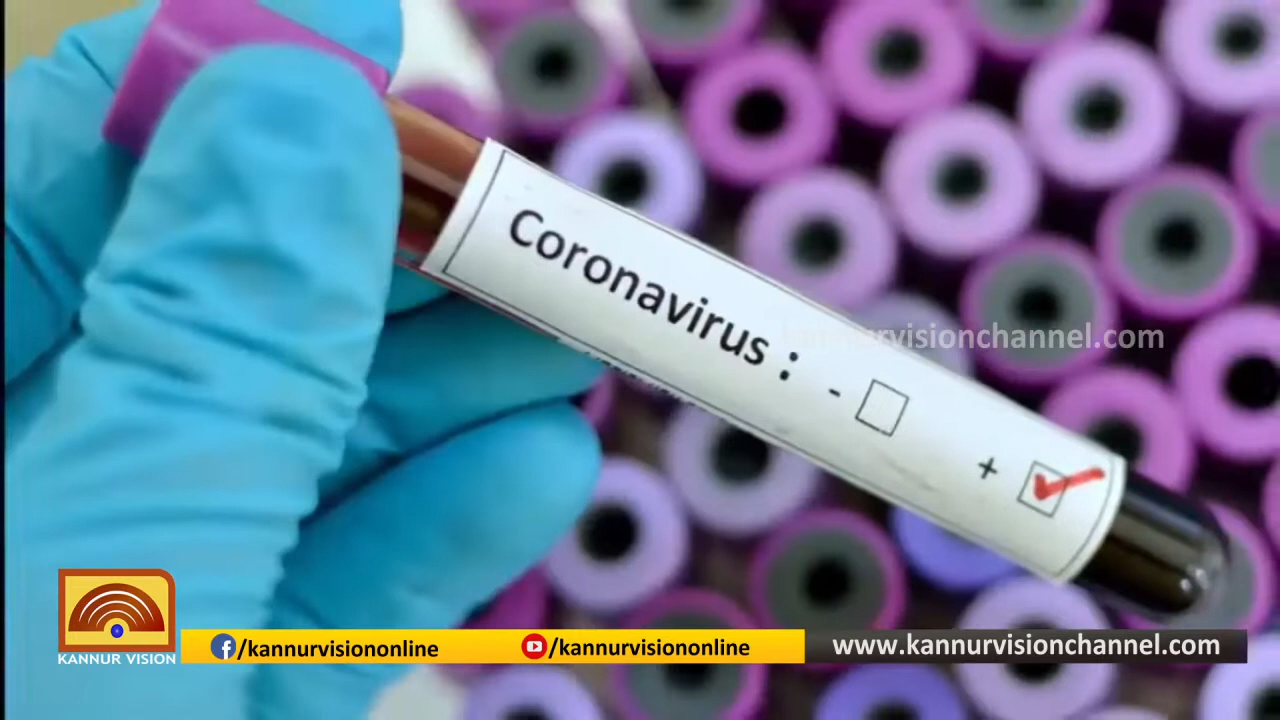 Coronavirus :
-
+
kannurvisionchannel.com
KANNUR VISION
/kannurvisiononline
/kannurvisiononline
www.kannurvisionchannel.com